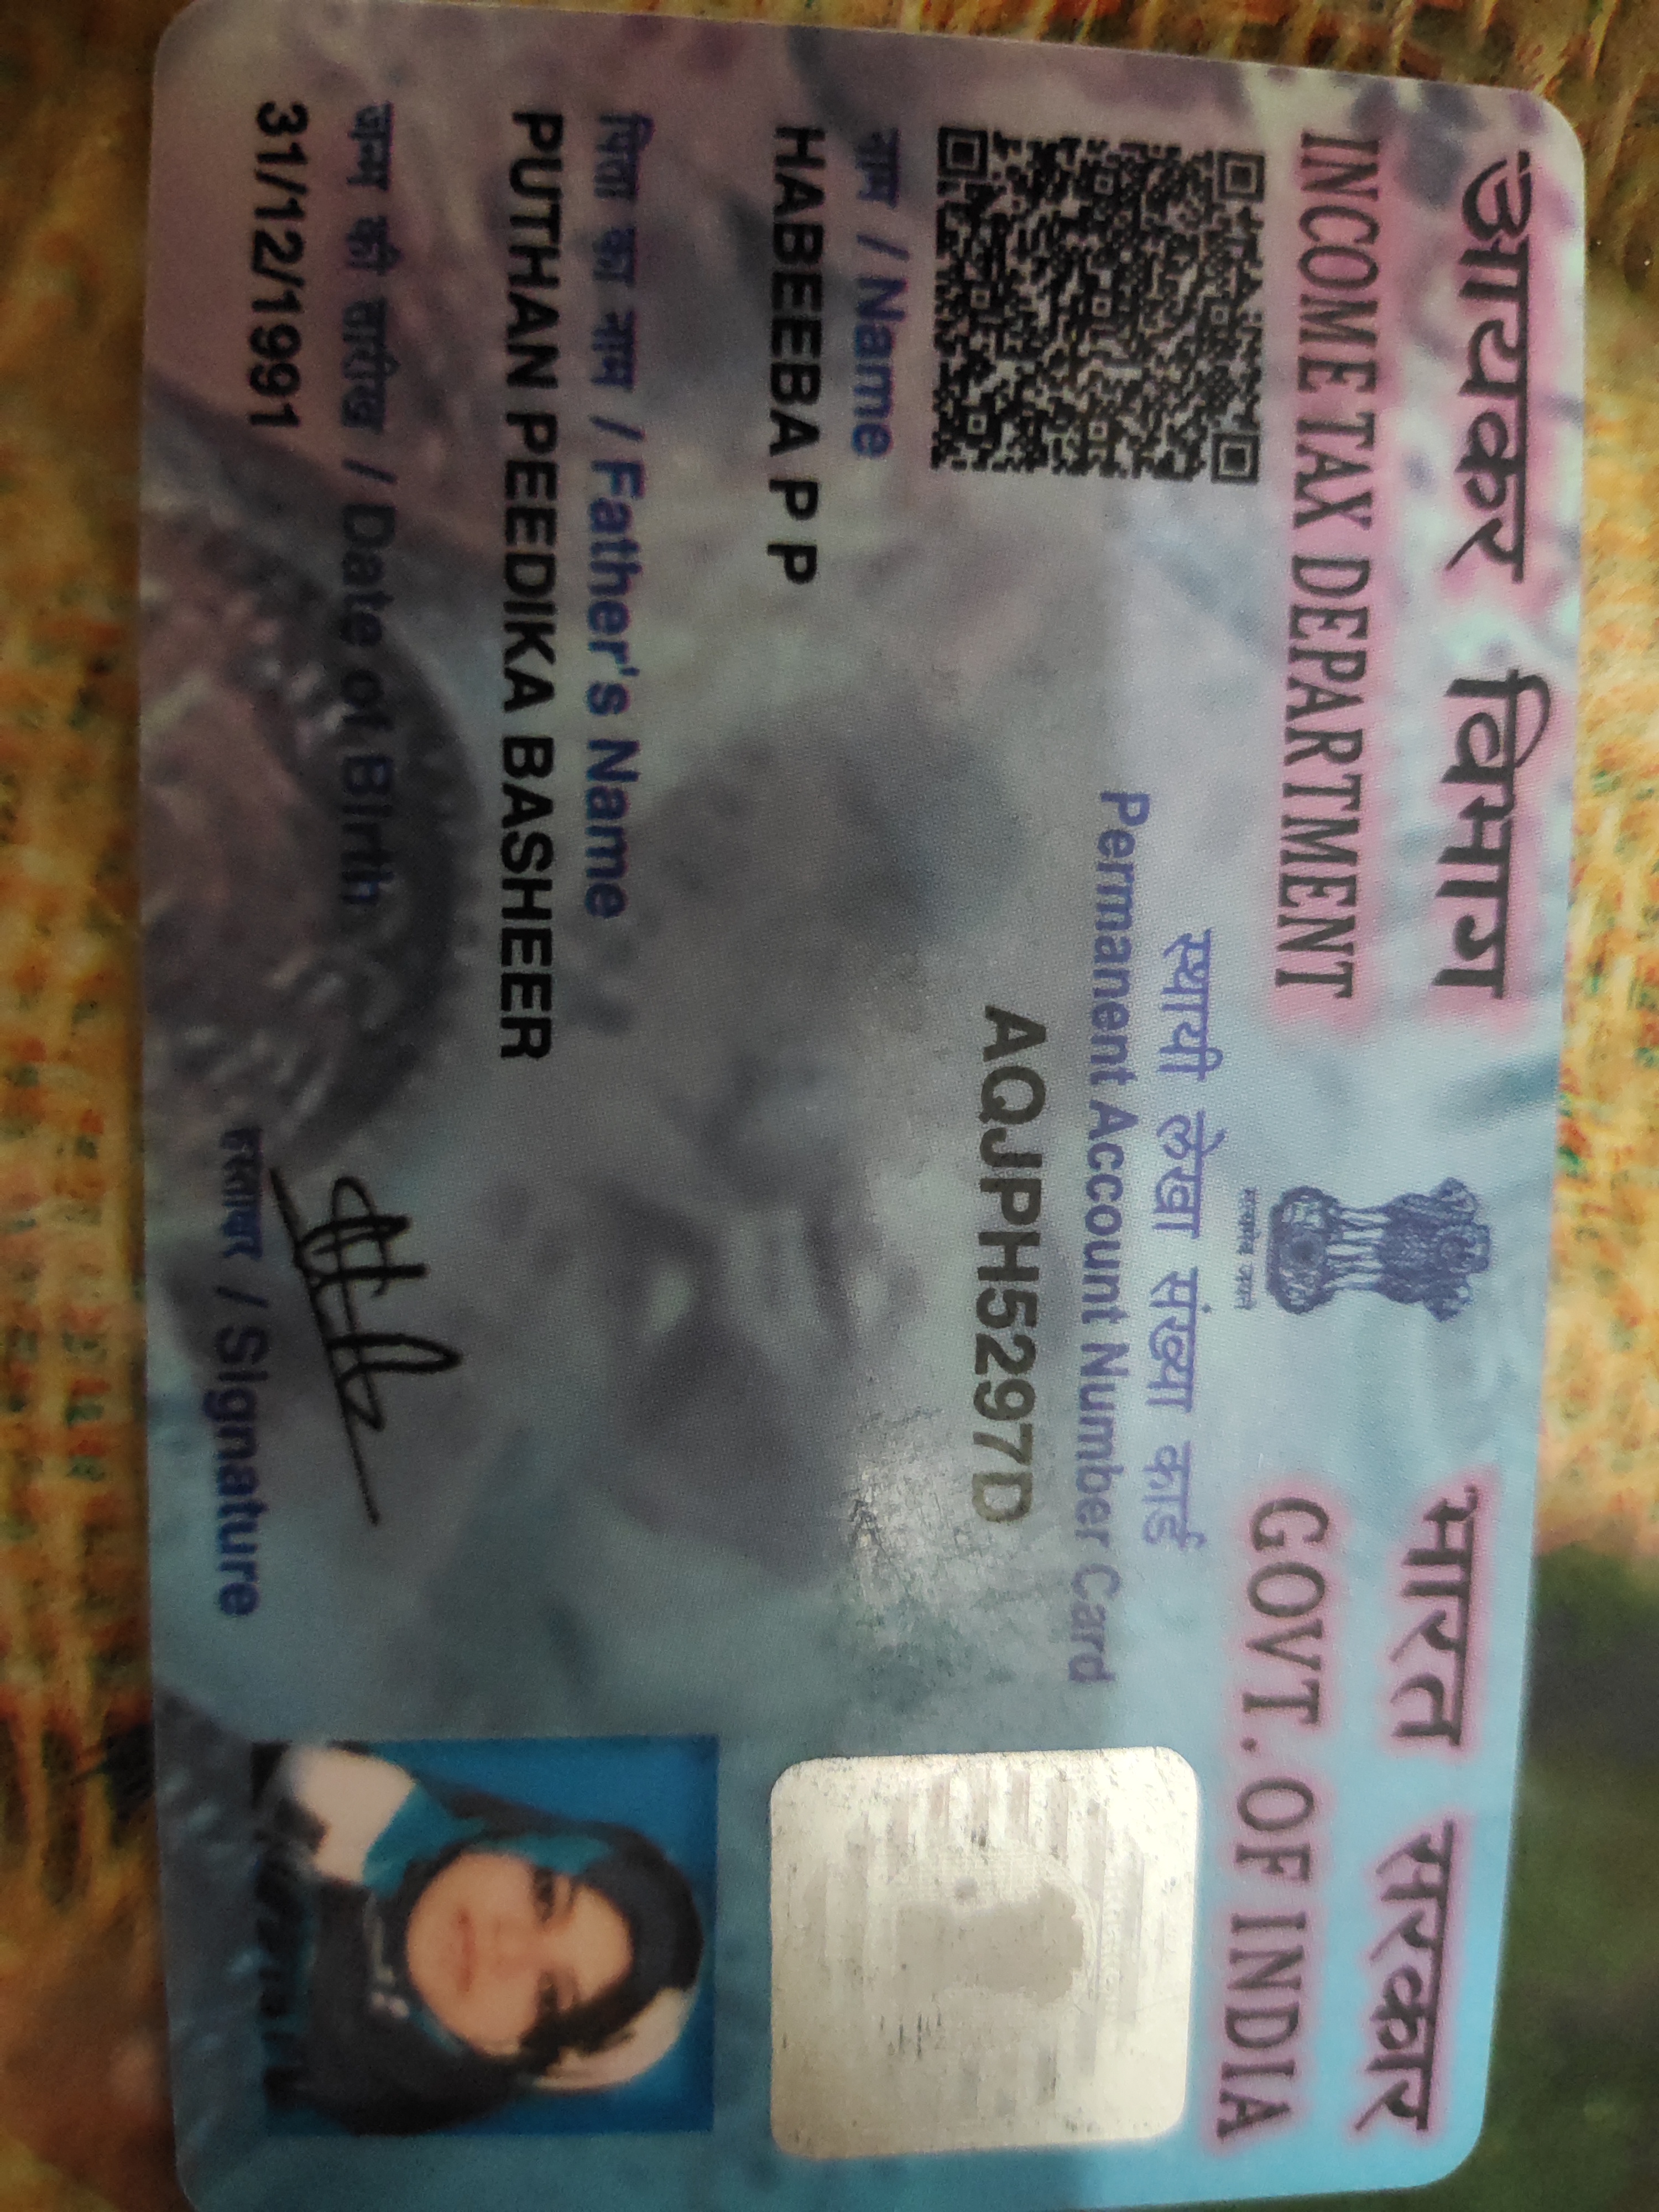 आयकर विभाग
INCOME TAX DEPARTMENT
सत्यमेव जयते
भारत सरकार
GOVT. OF INDIA
स्थायी लेखा संख्या कार्ड
Permanent Account Number Card
AQJPH5297D
नाम / Name
HABEEBA P P
पिता का नाम / Father's Name
PUTHAN PEEDIKA BASHEER
जन्म की तारीख / Date of Birth
31/12/1991
हस्ताक्षर / Signature